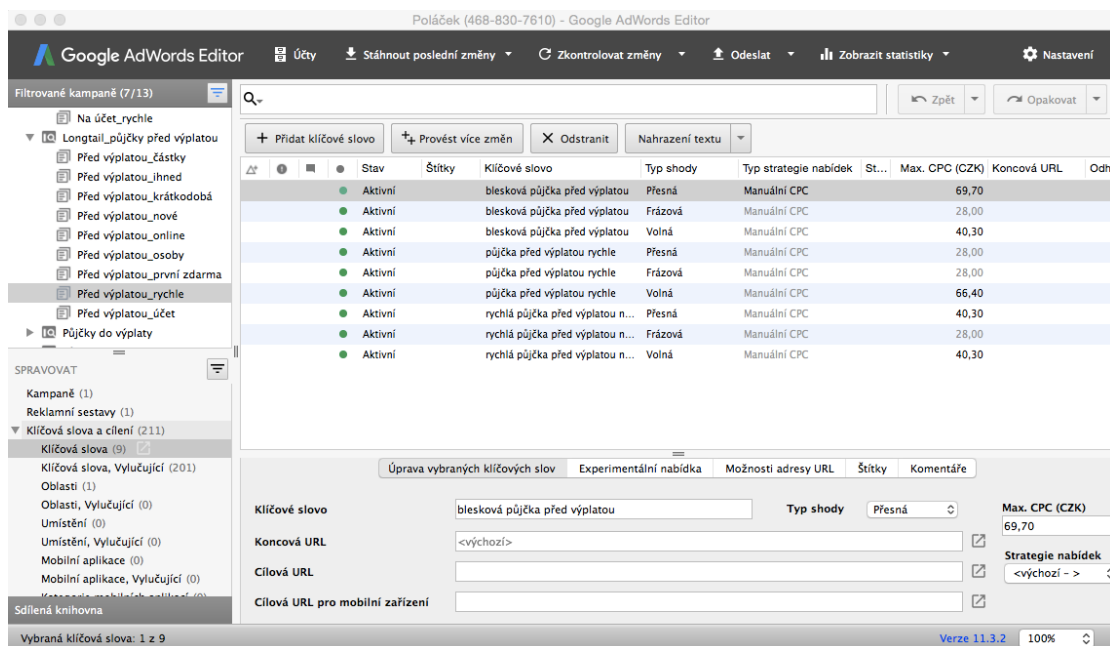 Poláček (468-830-7610) - Google AdWords Editor
Google AdWords Editor Účty Stáhnout poslední změny Zkontrolovat změny Odeslat Zobrazit statistiky Nastavení
Filtrované kampaně (7/13)
Na účet_rychle
Longtail_půjčky před výplatou
Před výplatou_částky
Před výplatou_ihned
Před výplatou_krátkodobá
Před výplatou_nové
Před výplatou_online
Před výplatou_osoby
Před výplatou_první zdarma
Před výplatou_rychle
Před výplatou_účet
Půjčky do výplaty
SPRAVOVAT
Kampaně (1)
Reklamní sestavy (1)
Klíčová slova a cílení (211)
Klíčová slova (9)
Klíčová slova, Vylučující (201)
Oblasti (1)
Oblasti, Vylučující (0)
Umístění (0)
Umístění, Vylučující (0)
Mobilní aplikace (0)
Mobilní aplikace, Vylučující (0)
Kategorie mobilních aplikací (0)
Sdílená knihovna
Zpět Opakovat
Přidat klíčové slovo Provést více změn Odstranit Nahrazení textu
Stav Štítky Klíčové slovo Typ shody Typ strategie nabídek St... Max. CPC (CZK) Koncová URL Odh
Aktivní blesková půjčka před výplatou Přesná Manuální CPC 69,70
Aktivní blesková půjčka před výplatou Frázová Manuální CPC 28,00
Aktivní blesková půjčka před výplatou Volná Manuální CPC 40,30
Aktivní půjčka před výplatou rychle Přesná Manuální CPC 28,00
Aktivní půjčka před výplatou rychle Frázová Manuální CPC 28,00
Aktivní půjčka před výplatou rychle Volná Manuální CPC 66,40
Aktivní rychlá půjčka před výplatou n... Přesná Manuální CPC 40,30
Aktivní rychlá půjčka před výplatou n... Frázová Manuální CPC 28,00
Aktivní rychlá půjčka před výplatou n... Volná Manuální CPC 40,30
Úprava vybraných klíčových slov Experimentální nabídka Možnosti adresy URL Štítky Komentáře
Klíčové slovo blesková půjčka před výplatou Typ shody Přesná
Koncová URL <výchozí>
Cílová URL
Cílová URL pro mobilní zařízení
Max. CPC (CZK)
69,70
Strategie nabídek
<výchozí - >
Vybraná klíčová slova: 1 z 9 Verze 11.3.2 100%